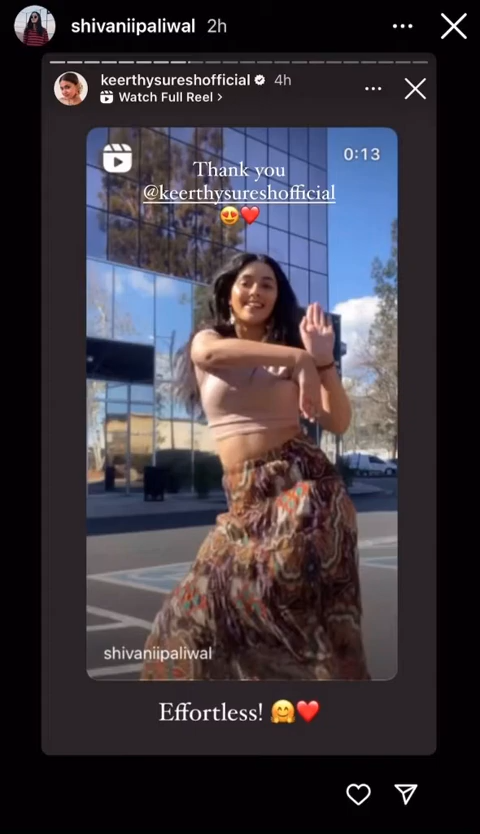 shivaniipaliwal 2h
keerthysureshofficial 4h
Watch Full Reel >
0:13
Thank you
@keerthysureshofficial
😍❤️
shivaniipaliwal
Effortless! 🤗❤️